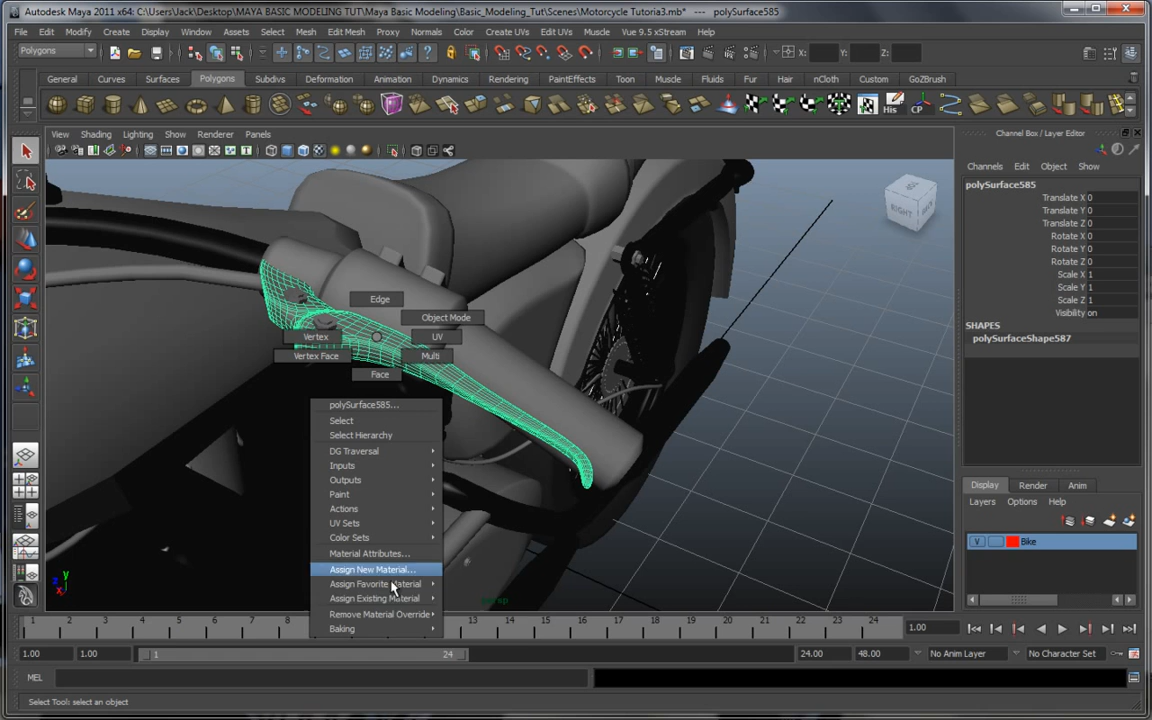 Autodesk Maya 2011 x64: C:\Users\Jack\Desktop\MAYA BASIC MODELING TUT\Maya Basic Modeling\Basic_Modeling_Tut\Scenes\Motorcycle Tutoria3.mb* --- polySurface585
File Edit Modify Create Display Window Assets Select Mesh Edit Mesh Proxy Normals Color Create UVs Edit UVs Muscle Vue 9.5 xStream Help
Polygons X: Y: Z:
General Curves Surfaces Polygons Subdivs Deformation Animation Dynamics Rendering PaintEffects Toon Muscle Fluids Fur Hair nCloth Custom GoZBrush
His CP
View Shading Lighting Show Renderer Panels
Channel Box / Layer Editor
Channels Edit Object Show
polySurface585
Translate X 0
Translate Y 0
Translate Z 0
Rotate X 0
Rotate Y 0
Rotate Z 0
Scale X 1
Scale Y 1
Scale Z 1
Visibility on
SHAPES
polySurfaceShape587
RIGHT
Edge
Object Mode
Vertex UV
Vertex Face Multi
Face
polySurface585...
Select
Select Hierarchy
DG Traversal
Inputs
Outputs
Paint
Actions
UV Sets
Color Sets
Material Attributes...
Assign New Material...
Assign Favorite Material
Assign Existing Material
Remove Material Override
Baking
y
x
persp
Display Render Anim
Layers Options Help
V Bike
1 2 3 4 5 6 7 8 13 14 15 16 17 18 19 20 21 22 23 24 1.00
1.00 1.00 1 24 24.00 48.00 No Anim Layer No Character Set
MEL
Select Tool: select an object